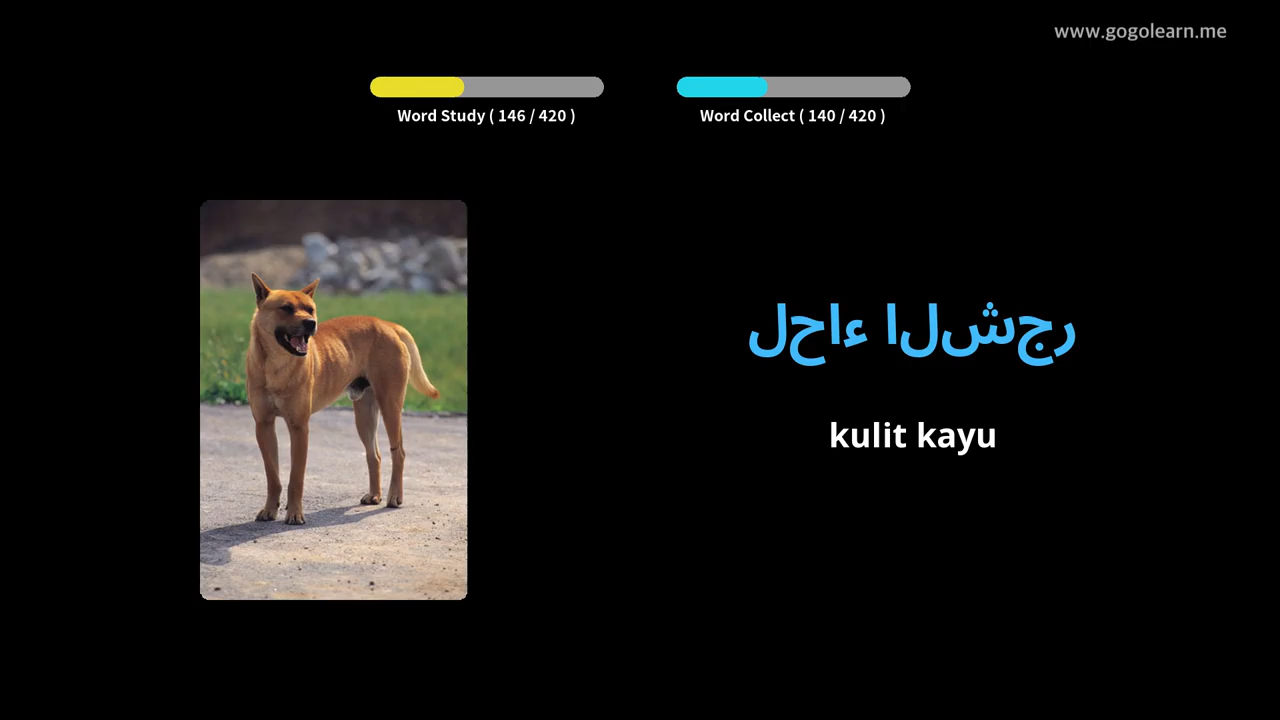 www.gogolearn.me
Word Study ( 146 / 420 )
Word Collect ( 140 / 420 )
لحاء الشجر
kulit kayu